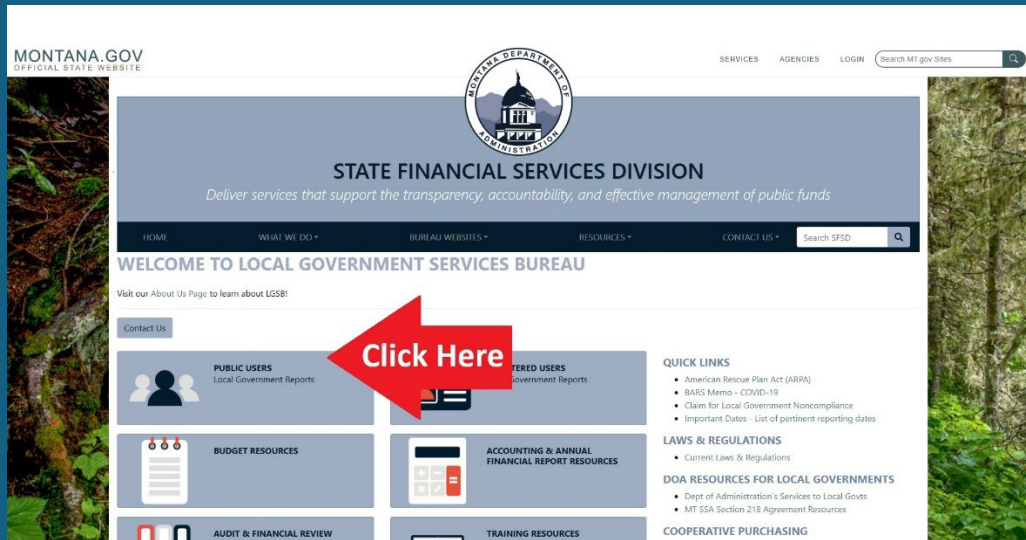 MONTANA.GOV
OFFICIAL STATE WEBSITE
SERVICES AGENCIES LOGIN Search MT.gov Sites
MONTANA DEPARTMENT OF
ADMINISTRATION
STATE FINANCIAL SERVICES DIVISION
Deliver services that support the transparency, accountability, and effective management of public funds
HOME WHAT WE DO BUREAU WEBSITES RESOURCES CONTACT US Search SFSD
WELCOME TO LOCAL GOVERNMENT SERVICES BUREAU
Visit our About Us Page to learn about LGSB!
Contact Us
Click Here
PUBLIC USERS
Local Government Reports
TERED USERS
Government Reports
BUDGET RESOURCES
ACCOUNTING & ANNUAL
FINANCIAL REPORT RESOURCES
AUDIT & FINANCIAL REVIEW
TRAINING RESOURCES
QUICK LINKS
American Rescue Plan Act (ARPA)
BARS Memo - COVID-19
Claim for Local Government Noncompliance
Important Dates - List of pertinent reporting dates
LAWS & REGULATIONS
Current Laws & Regulations
DOA RESOURCES FOR LOCAL GOVERNMENTS
Dept of Administration's Services to Local Govts
MT SSA Section 218 Agreement Resources
COOPERATIVE PURCHASING